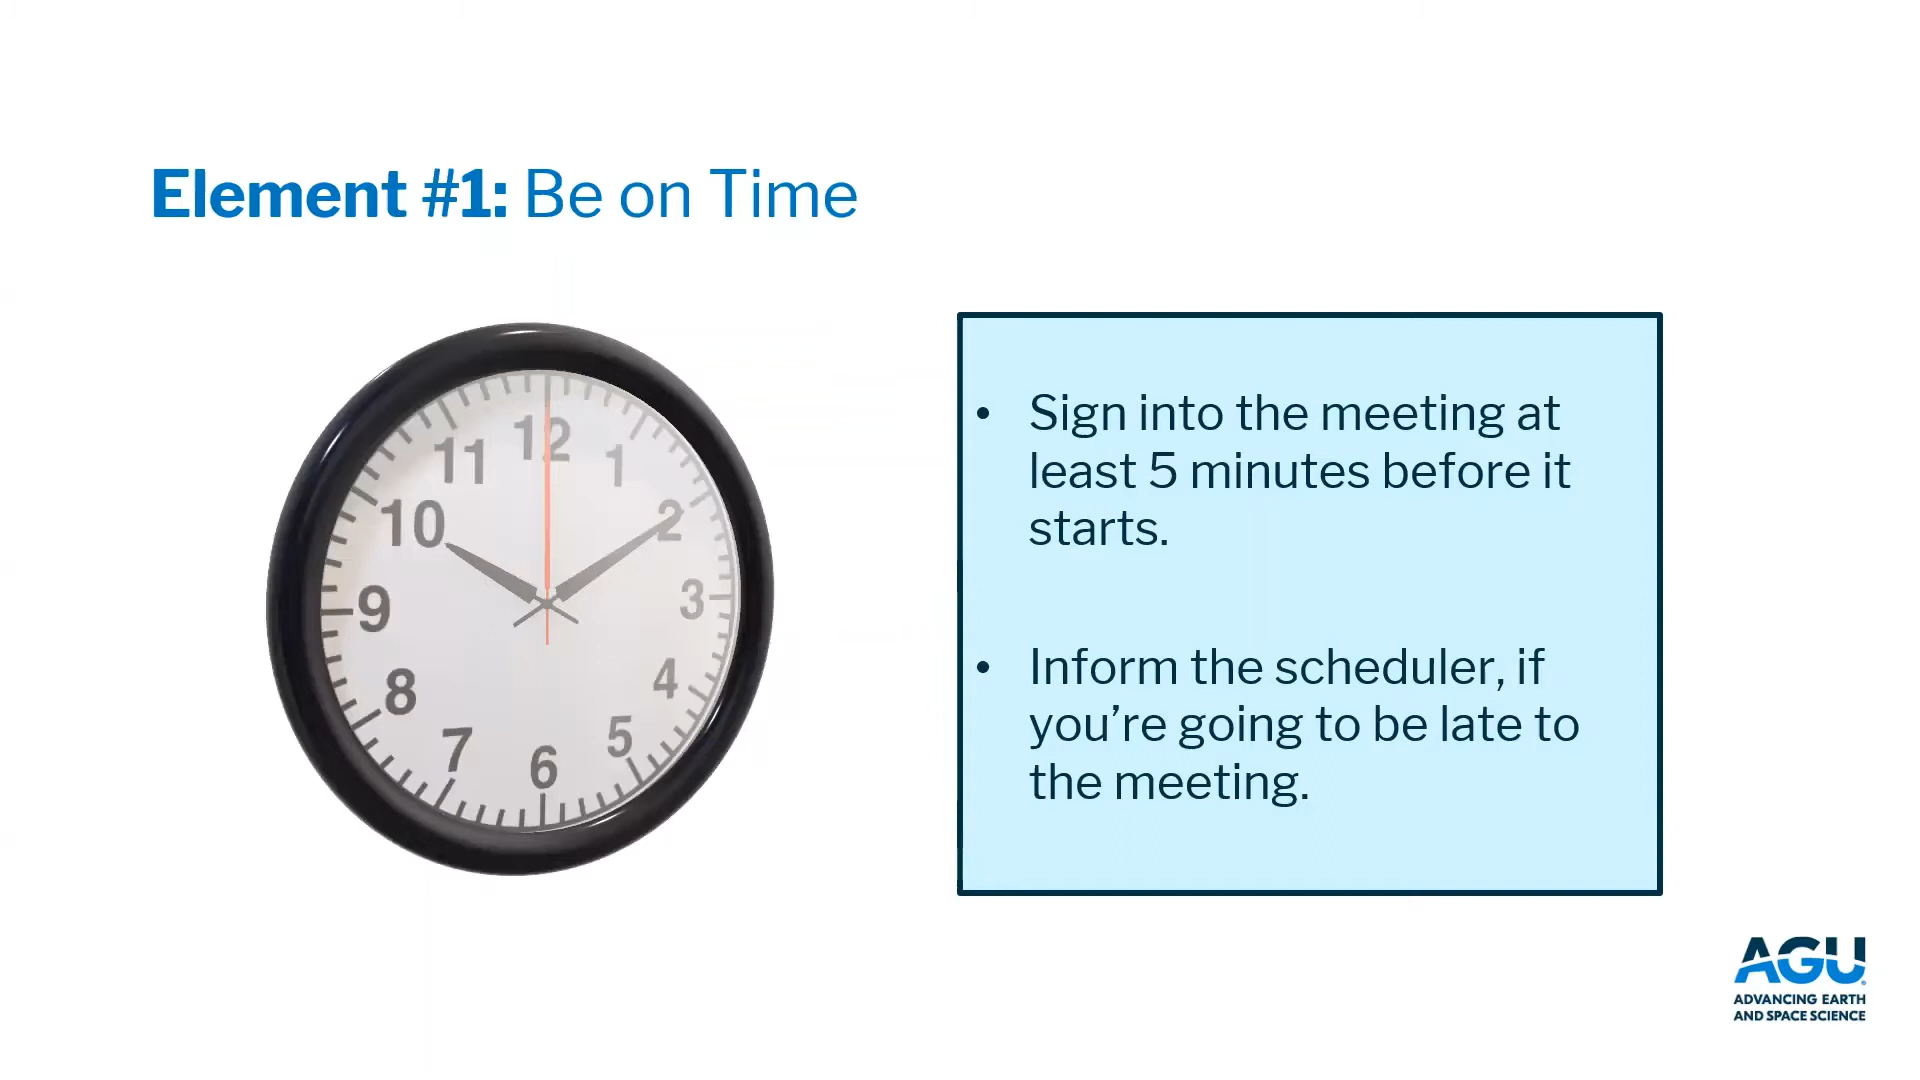 Element #1: Be on Time
12
11
1
10
2
9
3
8
4
7
5
6
• Sign into the meeting at
least 5 minutes before it
starts.
• Inform the scheduler, if
you’re going to be late to
the meeting.
AGU
ADVANCING EARTH
AND SPACE SCIENCE